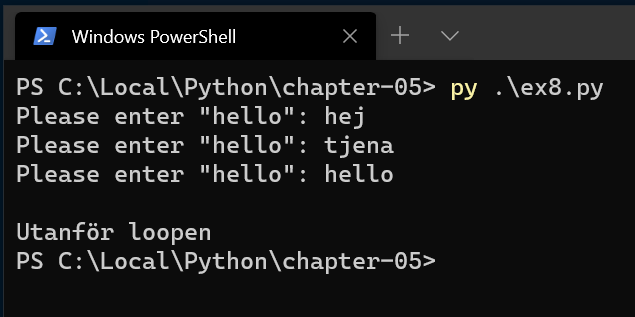 Windows PowerShell
PS C:\Local\Python\chapter-05> py .\ex8.py
Please enter "hello": hej
Please enter "hello": tjena
Please enter "hello": hello
Utanför loopen
PS C:\Local\Python\chapter-05>